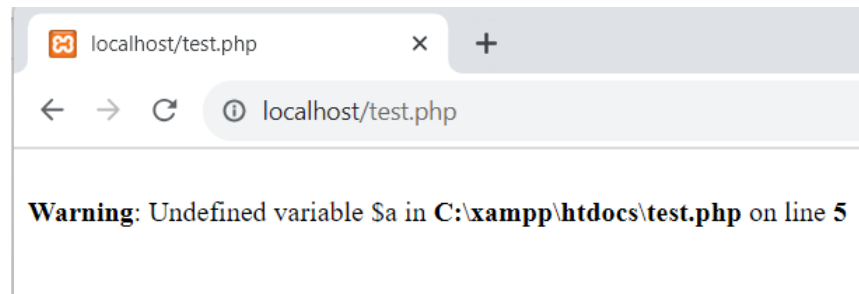 localhost/test.php
localhost/test.php
Warning: Undefined variable $a in C:\xampp\htdocs\test.php on line 5